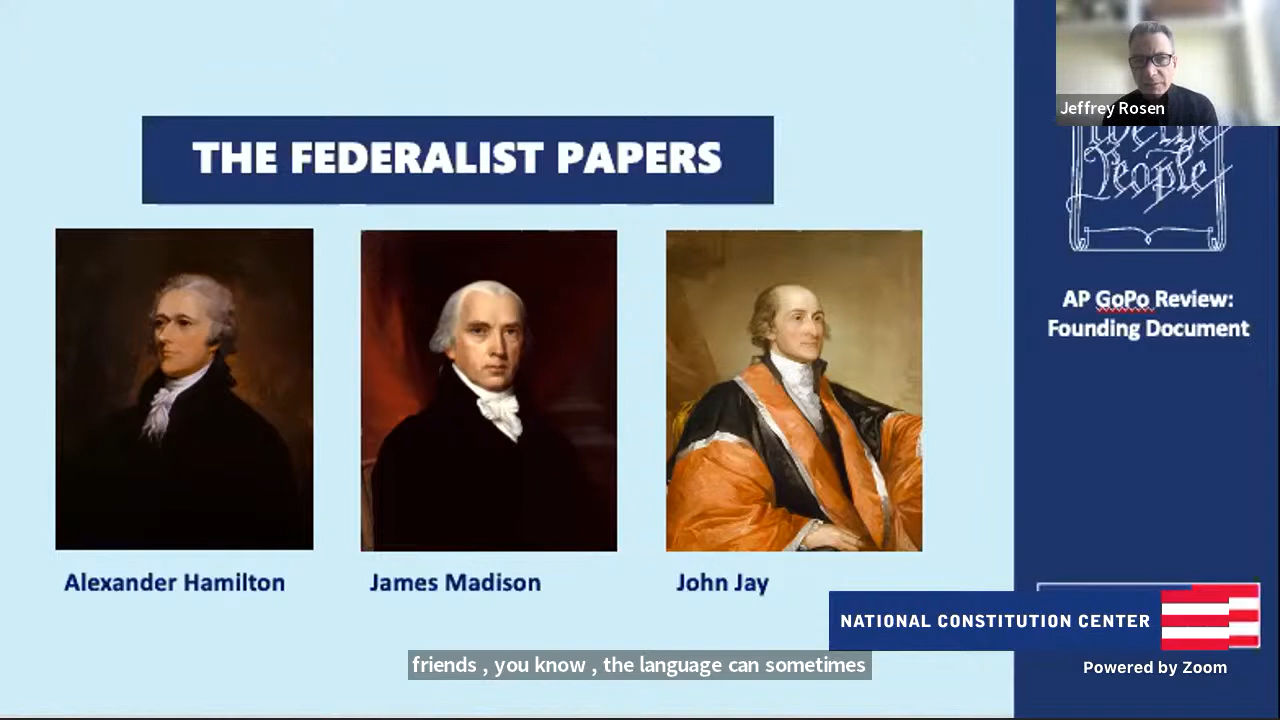 THE FEDERALIST PAPERS
Alexander Hamilton
James Madison
John Jay
Jeffrey Rosen
We the
People
AP GoPo Review:
Founding Document
NATIONAL CONSTITUTION CENTER
Powered by Zoom
friends , you know , the language can sometimes